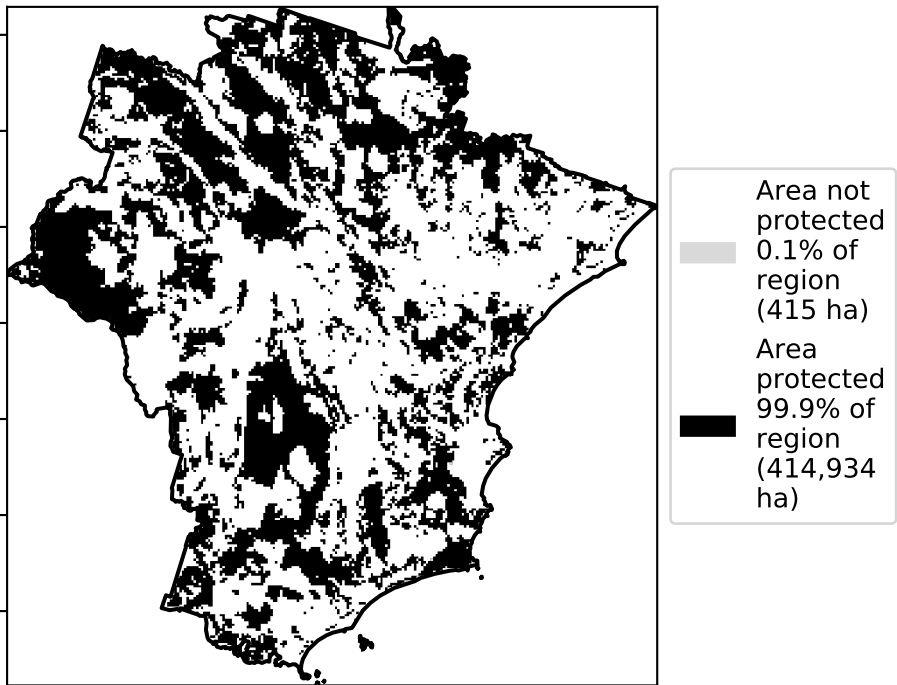 Area not
protected
0.1% of
region
(415 ha)
Area
protected
99.9% of
region
(414,934
ha)